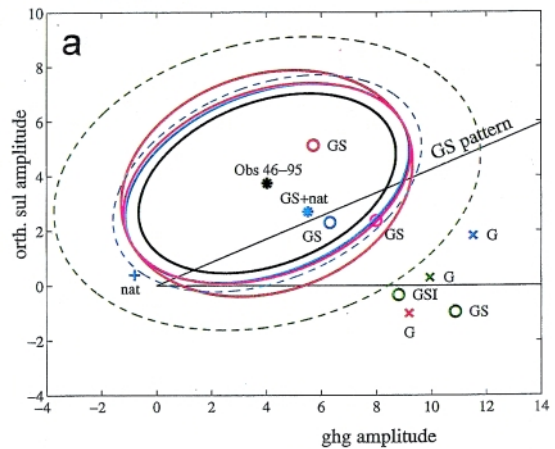 a
10
8
6
4
2
0
−2
−4
orth. sul amplitude
GS
GS pattern
Obs 46−95
GS+nat
GS
GS
G
nat
G
GSI
GS
G
−4
−2
0
2
4
6
8
10
12
14
ghg amplitude